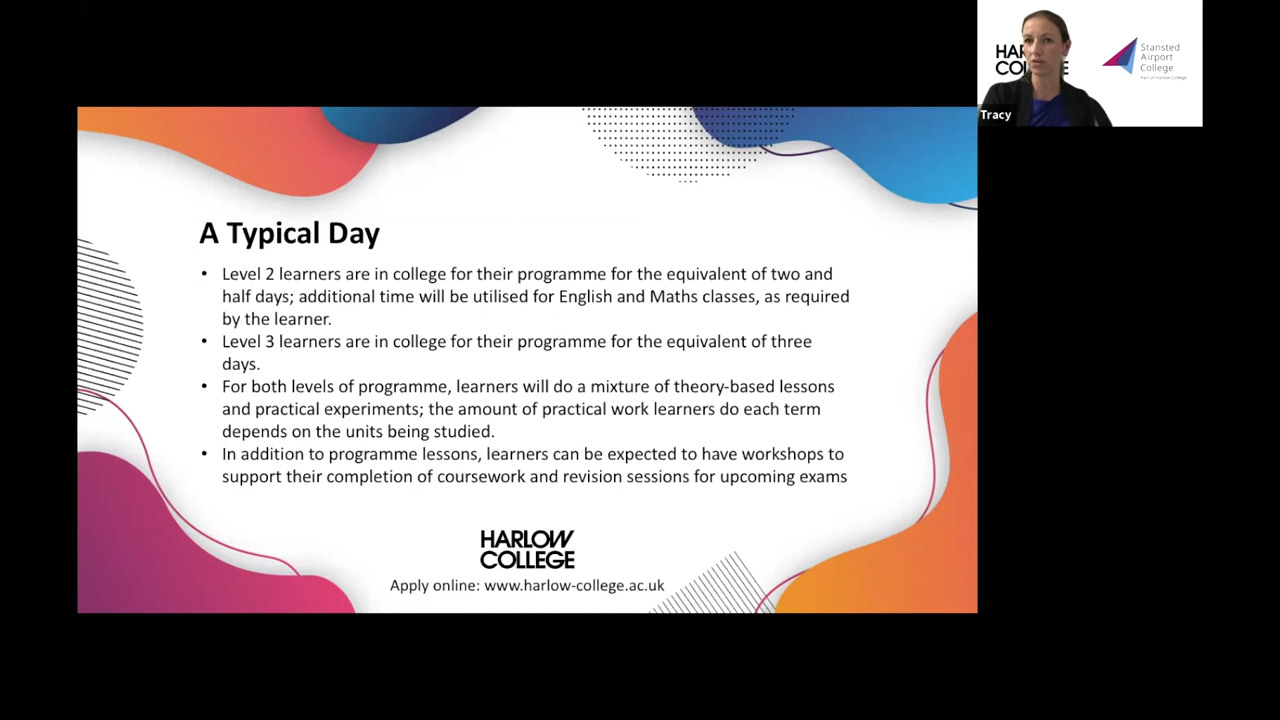 A Typical Day
• Level 2 learners are in college for their programme for the equivalent of two and
half days; additional time will be utilised for English and Maths classes, as required
by the learner.
• Level 3 learners are in college for their programme for the equivalent of three
days.
• For both levels of programme, learners will do a mixture of theory-based lessons
and practical experiments; the amount of practical work learners do each term
depends on the units being studied.
• In addition to programme lessons, learners can be expected to have workshops to
support their completion of coursework and revision sessions for upcoming exams
HARLOW
COLLEGE
Apply online: www.harlow-college.ac.uk
Stansted
Airport
College
Part of Harlow College
Tracy